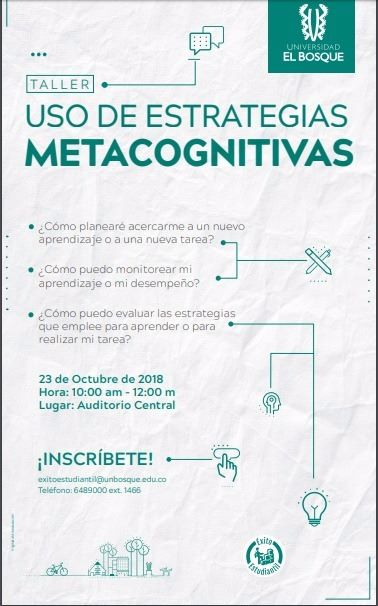 UNIVERSIDAD
EL BOSQUE
TALLER
USO DE ESTRATEGIAS
METACOGNITIVAS
¿Cómo planearé acercarme a un nuevo
aprendizaje o a una nueva tarea?
¿Cómo puedo monitorear mi
aprendizaje o mi desempeño?
¿Cómo puedo evaluar las estrategias
que emplee para aprender o para
realizar mi tarea?
23 de Octubre de 2018
Hora: 10:00 am - 12:00 m
Lugar: Auditorio Central
¡INSCRÍBETE!
exitoestudiantil@unbosque.edu.co
Teléfono: 6489000 ext. 1466
Éxito
Estudiantil